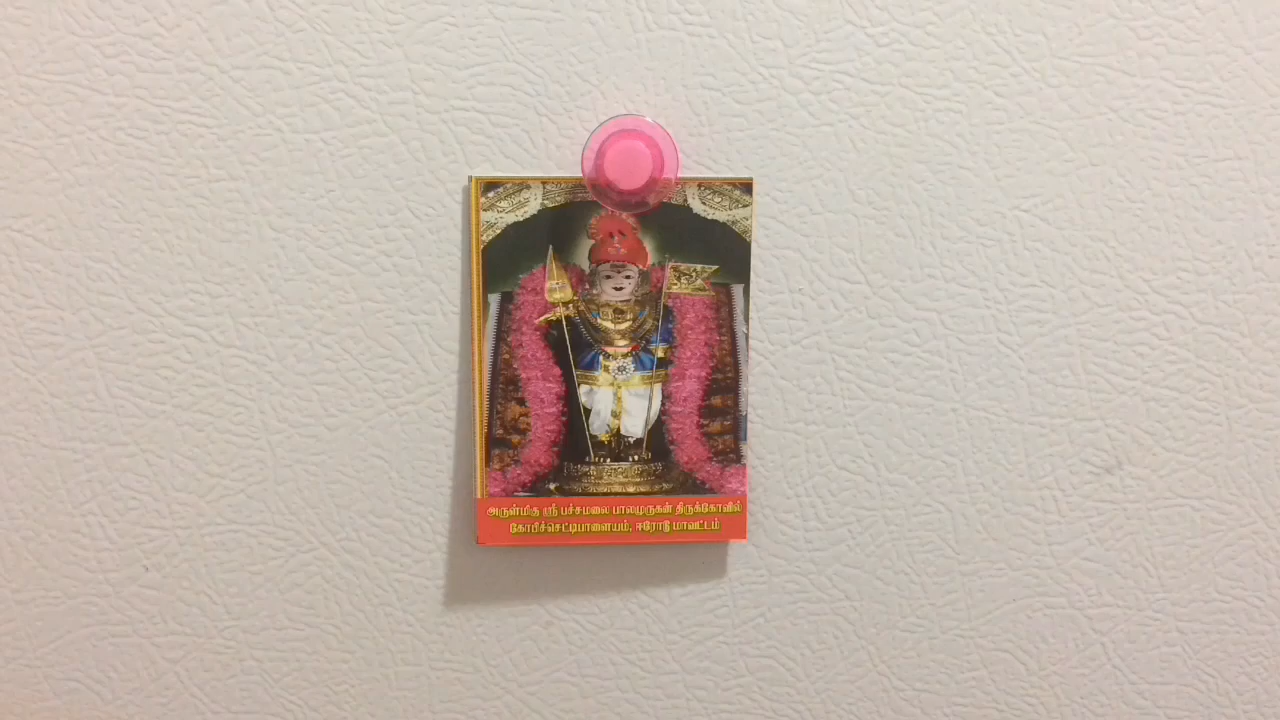 அருள்மிகு ஸ்ரீ பச்சமலை பாலமுருகன் திருக்கோவில்
கோபிச்செட்டிபாளையம், ஈரோடு மாவட்டம்